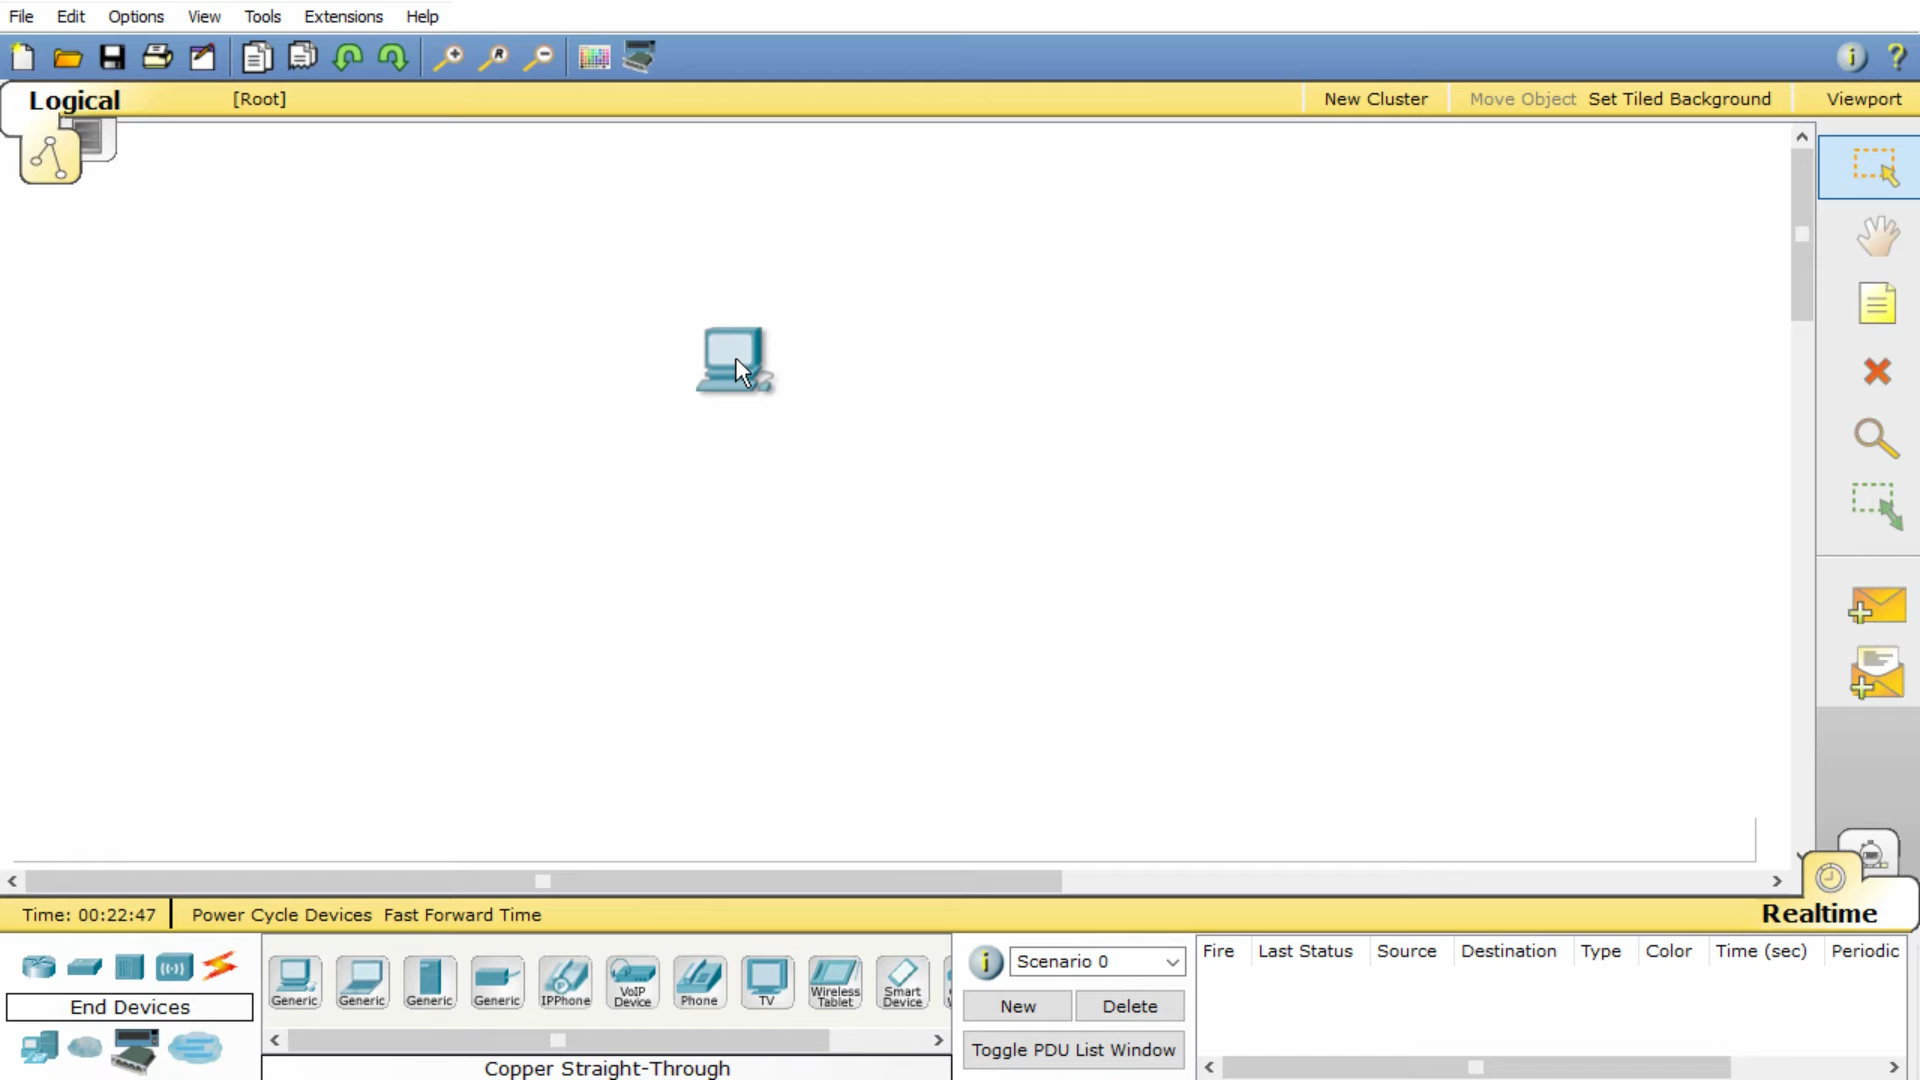 File Edit Options View Tools Extensions Help
Logical [Root] New Cluster Move Object Set Tiled Background Viewport
Time: 00:22:47 Power Cycle Devices Fast Forward Time Realtime
End Devices
Generic Generic Generic Generic IPPhone VoIP Device Phone TV Wireless Tablet Smart Device
Copper Straight-Through
Scenario 0
New Delete
Toggle PDU List Window
Fire Last Status Source Destination Type Color Time (sec) Periodic